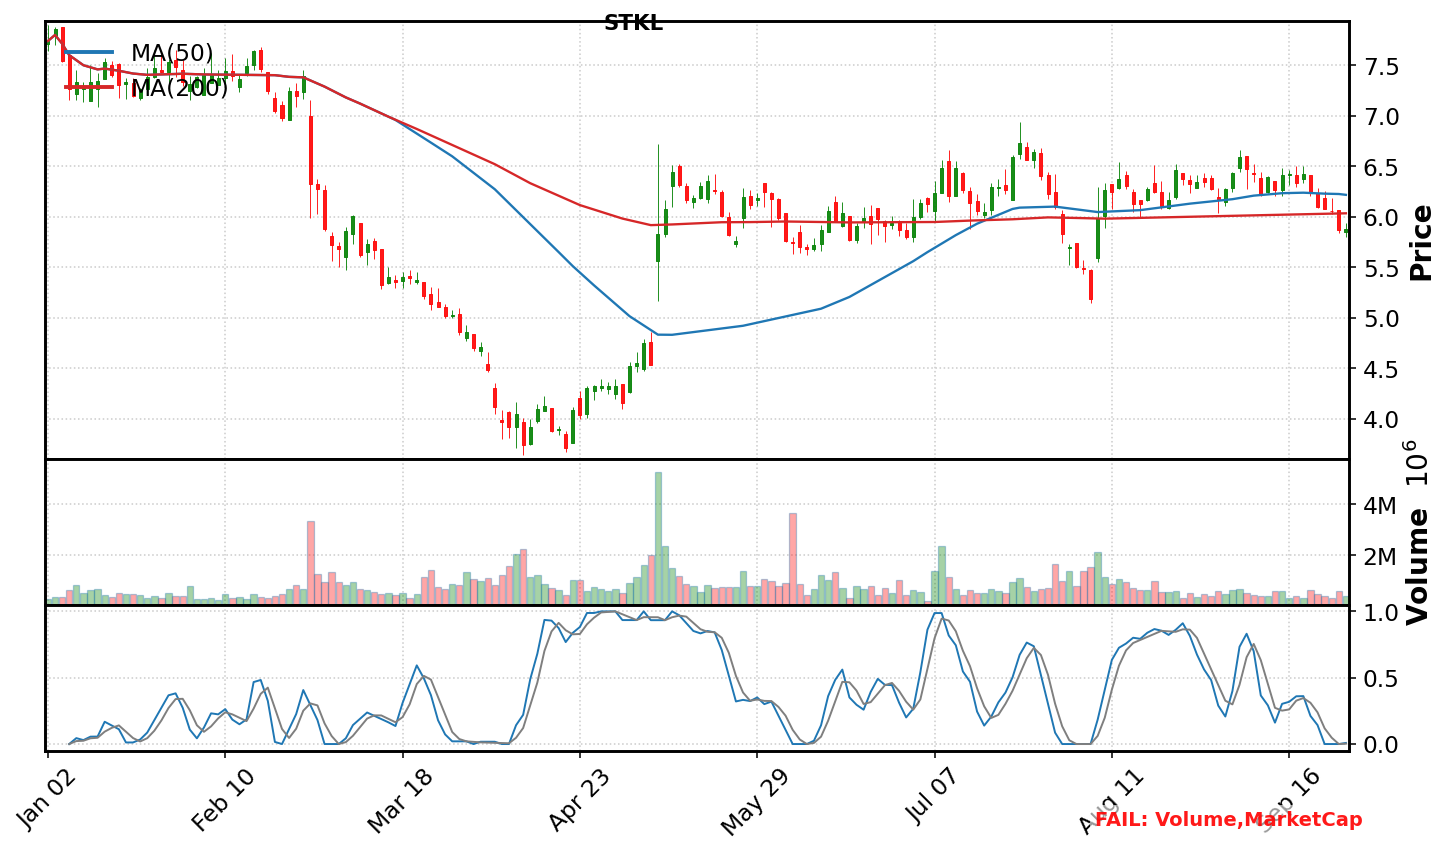 STKL
MA(50)
MA(200)
7.5
7.0
6.5
6.0
5.5
5.0
4.5
4.0
Price
4M
2M
Volume 10^6
1.0
0.5
0.0
Jan 02
Feb 10
Mar 18
Apr 23
May 29
Jul 07
Aug 11
Sep 16
FAIL: Volume,MarketCap